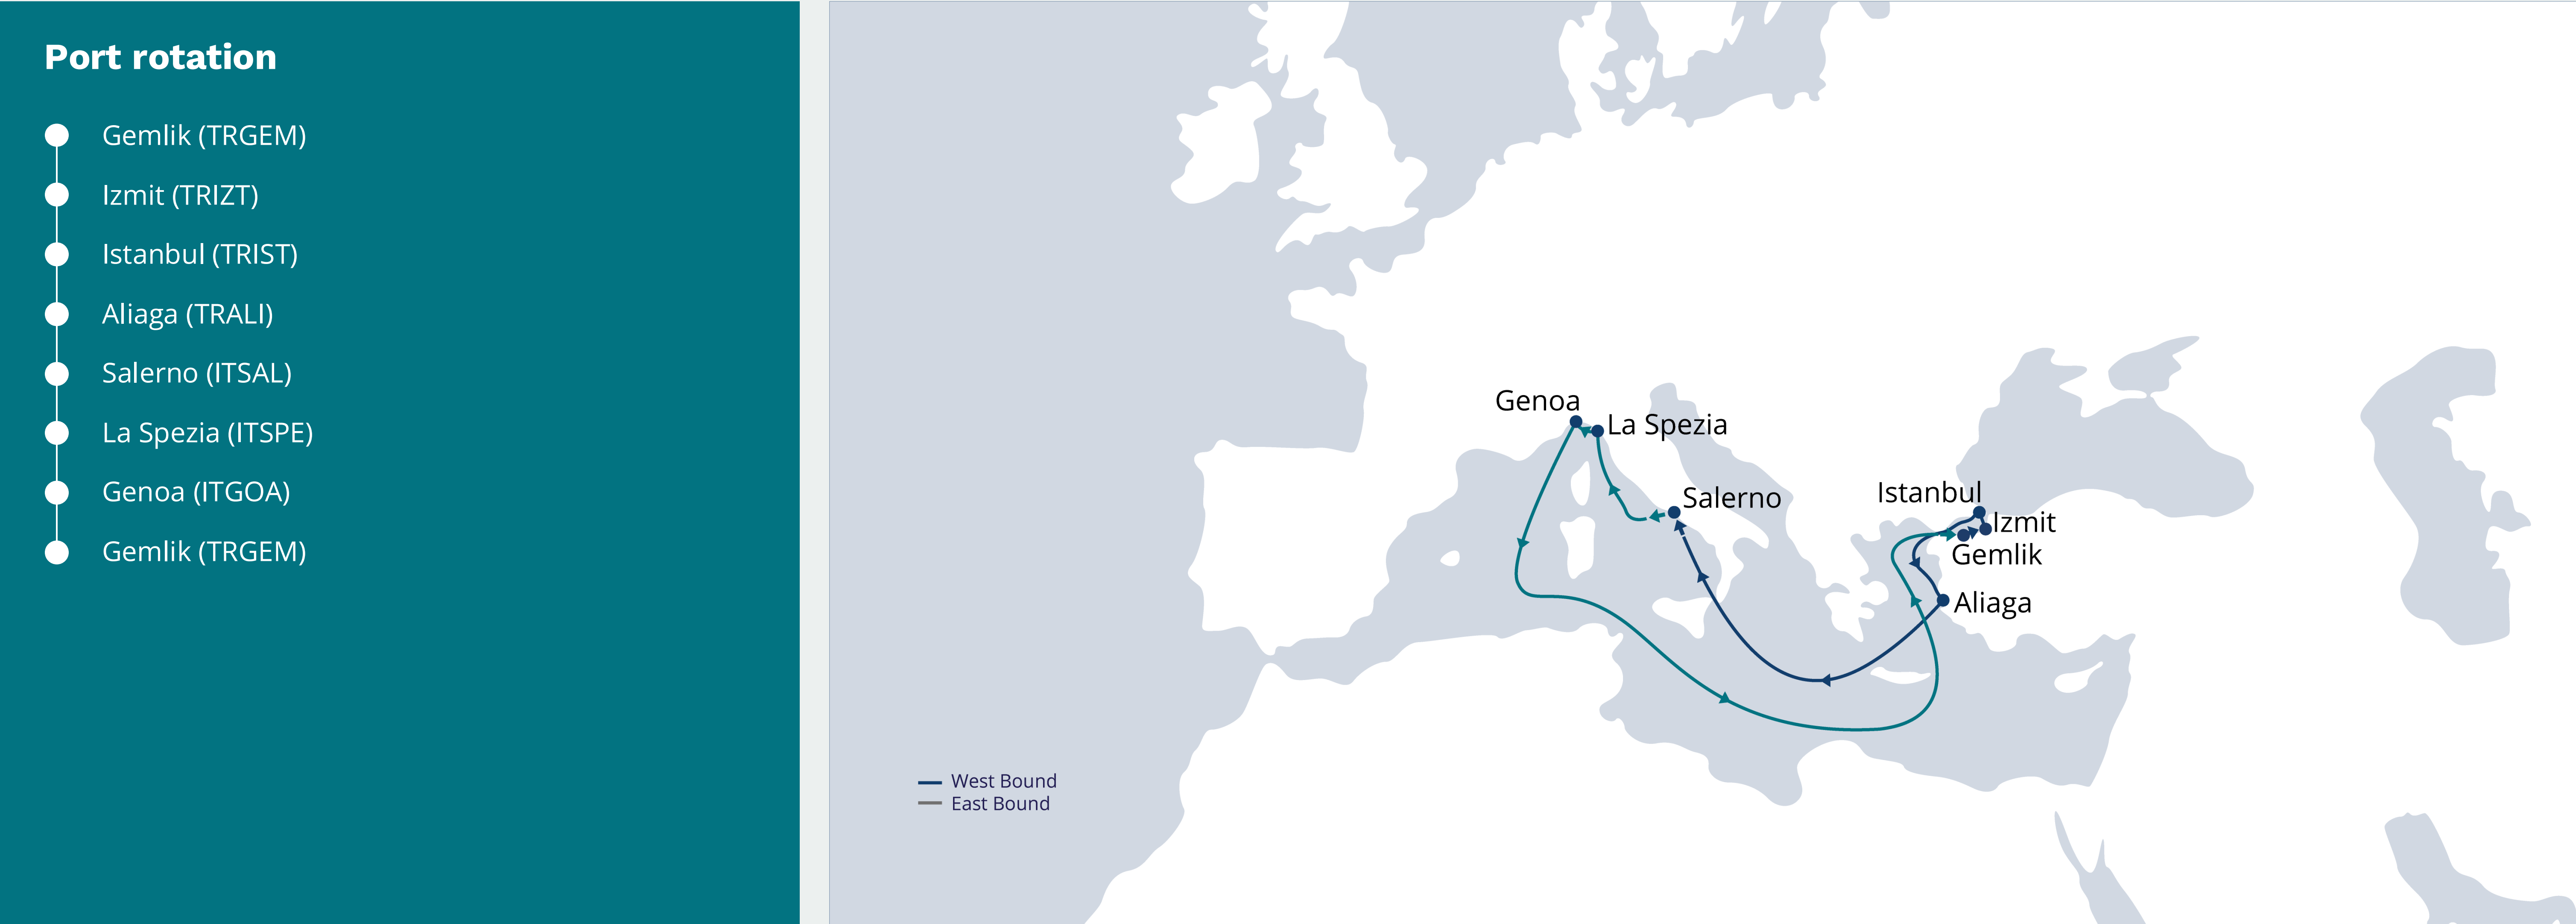 Port rotation
Gemlik (TRGEM)
Izmit (TRIZT)
Istanbul (TRIST)
Aliaga (TRALI)
Salerno (ITSAL)
La Spezia (ITSPE)
Genoa (ITGOA)
Gemlik (TRGEM)
Genoa
La Spezia
Salerno
Istanbul
Izmit
Gemlik
Aliaga
West Bound
East Bound